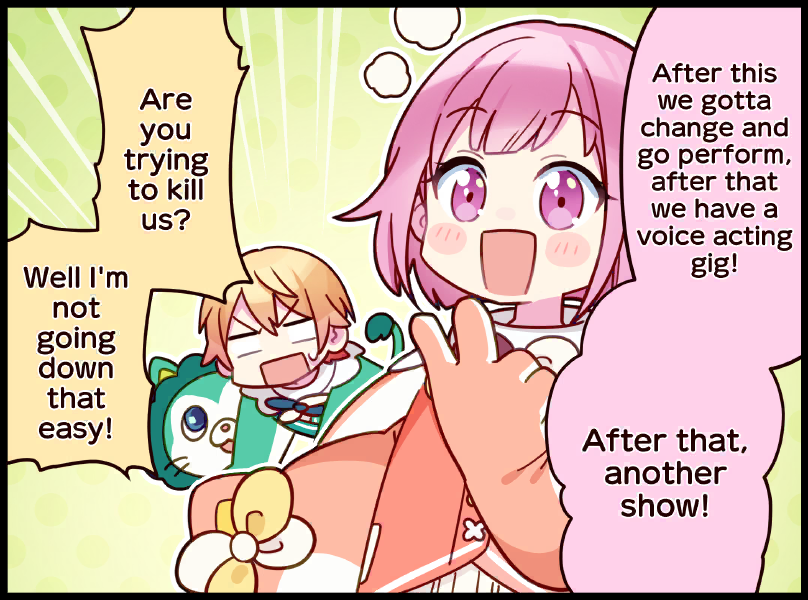 After this
we gotta
change and
go perform,
after that
we have a
voice acting
gig!
After that,
another
show!
Are
you
trying
to kill
us?
Well I'm
not
going
down
that
easy!